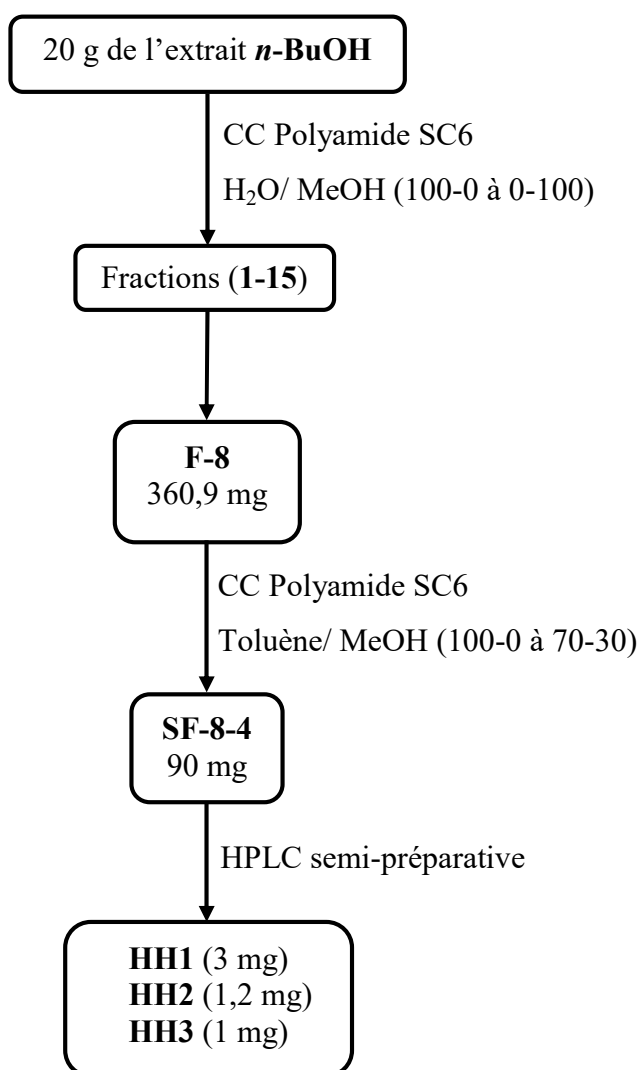 20 g de l’extrait n-BuOH
CC Polyamide SC6
H₂O/ MeOH (100-0 à 0-100)
Fractions (1-15)
F-8
360,9 mg
CC Polyamide SC6
Toluène/ MeOH (100-0 à 70-30)
SF-8-4
90 mg
HPLC semi-préparative
HH1 (3 mg)
HH2 (1,2 mg)
HH3 (1 mg)